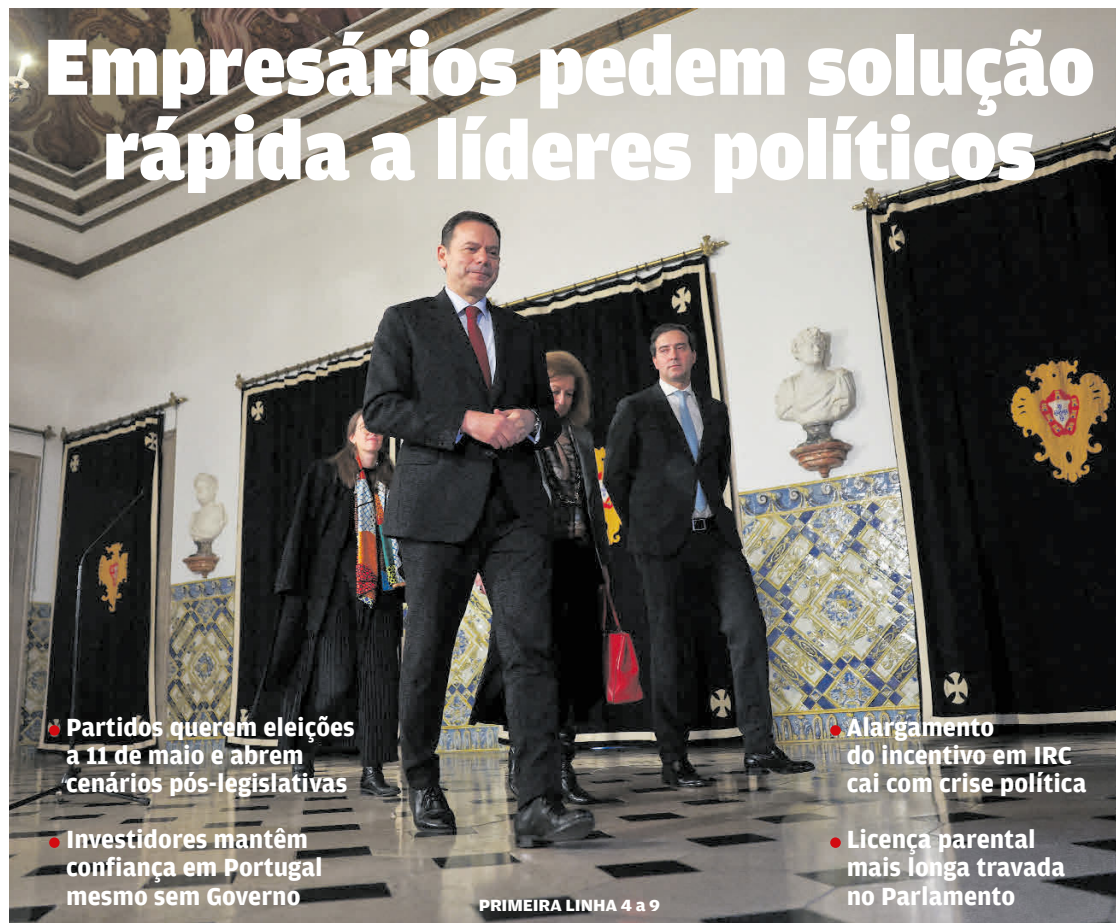 Empresários pedem solução
rápida a líderes políticos
Partidos querem eleições
a 11 de maio e abrem
cenários pós-legislativas
Investidores mantêm
confiança em Portugal
mesmo sem Governo
Alargamento
do incentivo em IRC
cai com crise política
Licença parental
mais longa travada
no Parlamento
PRIMEIRA LINHA 4 a 9